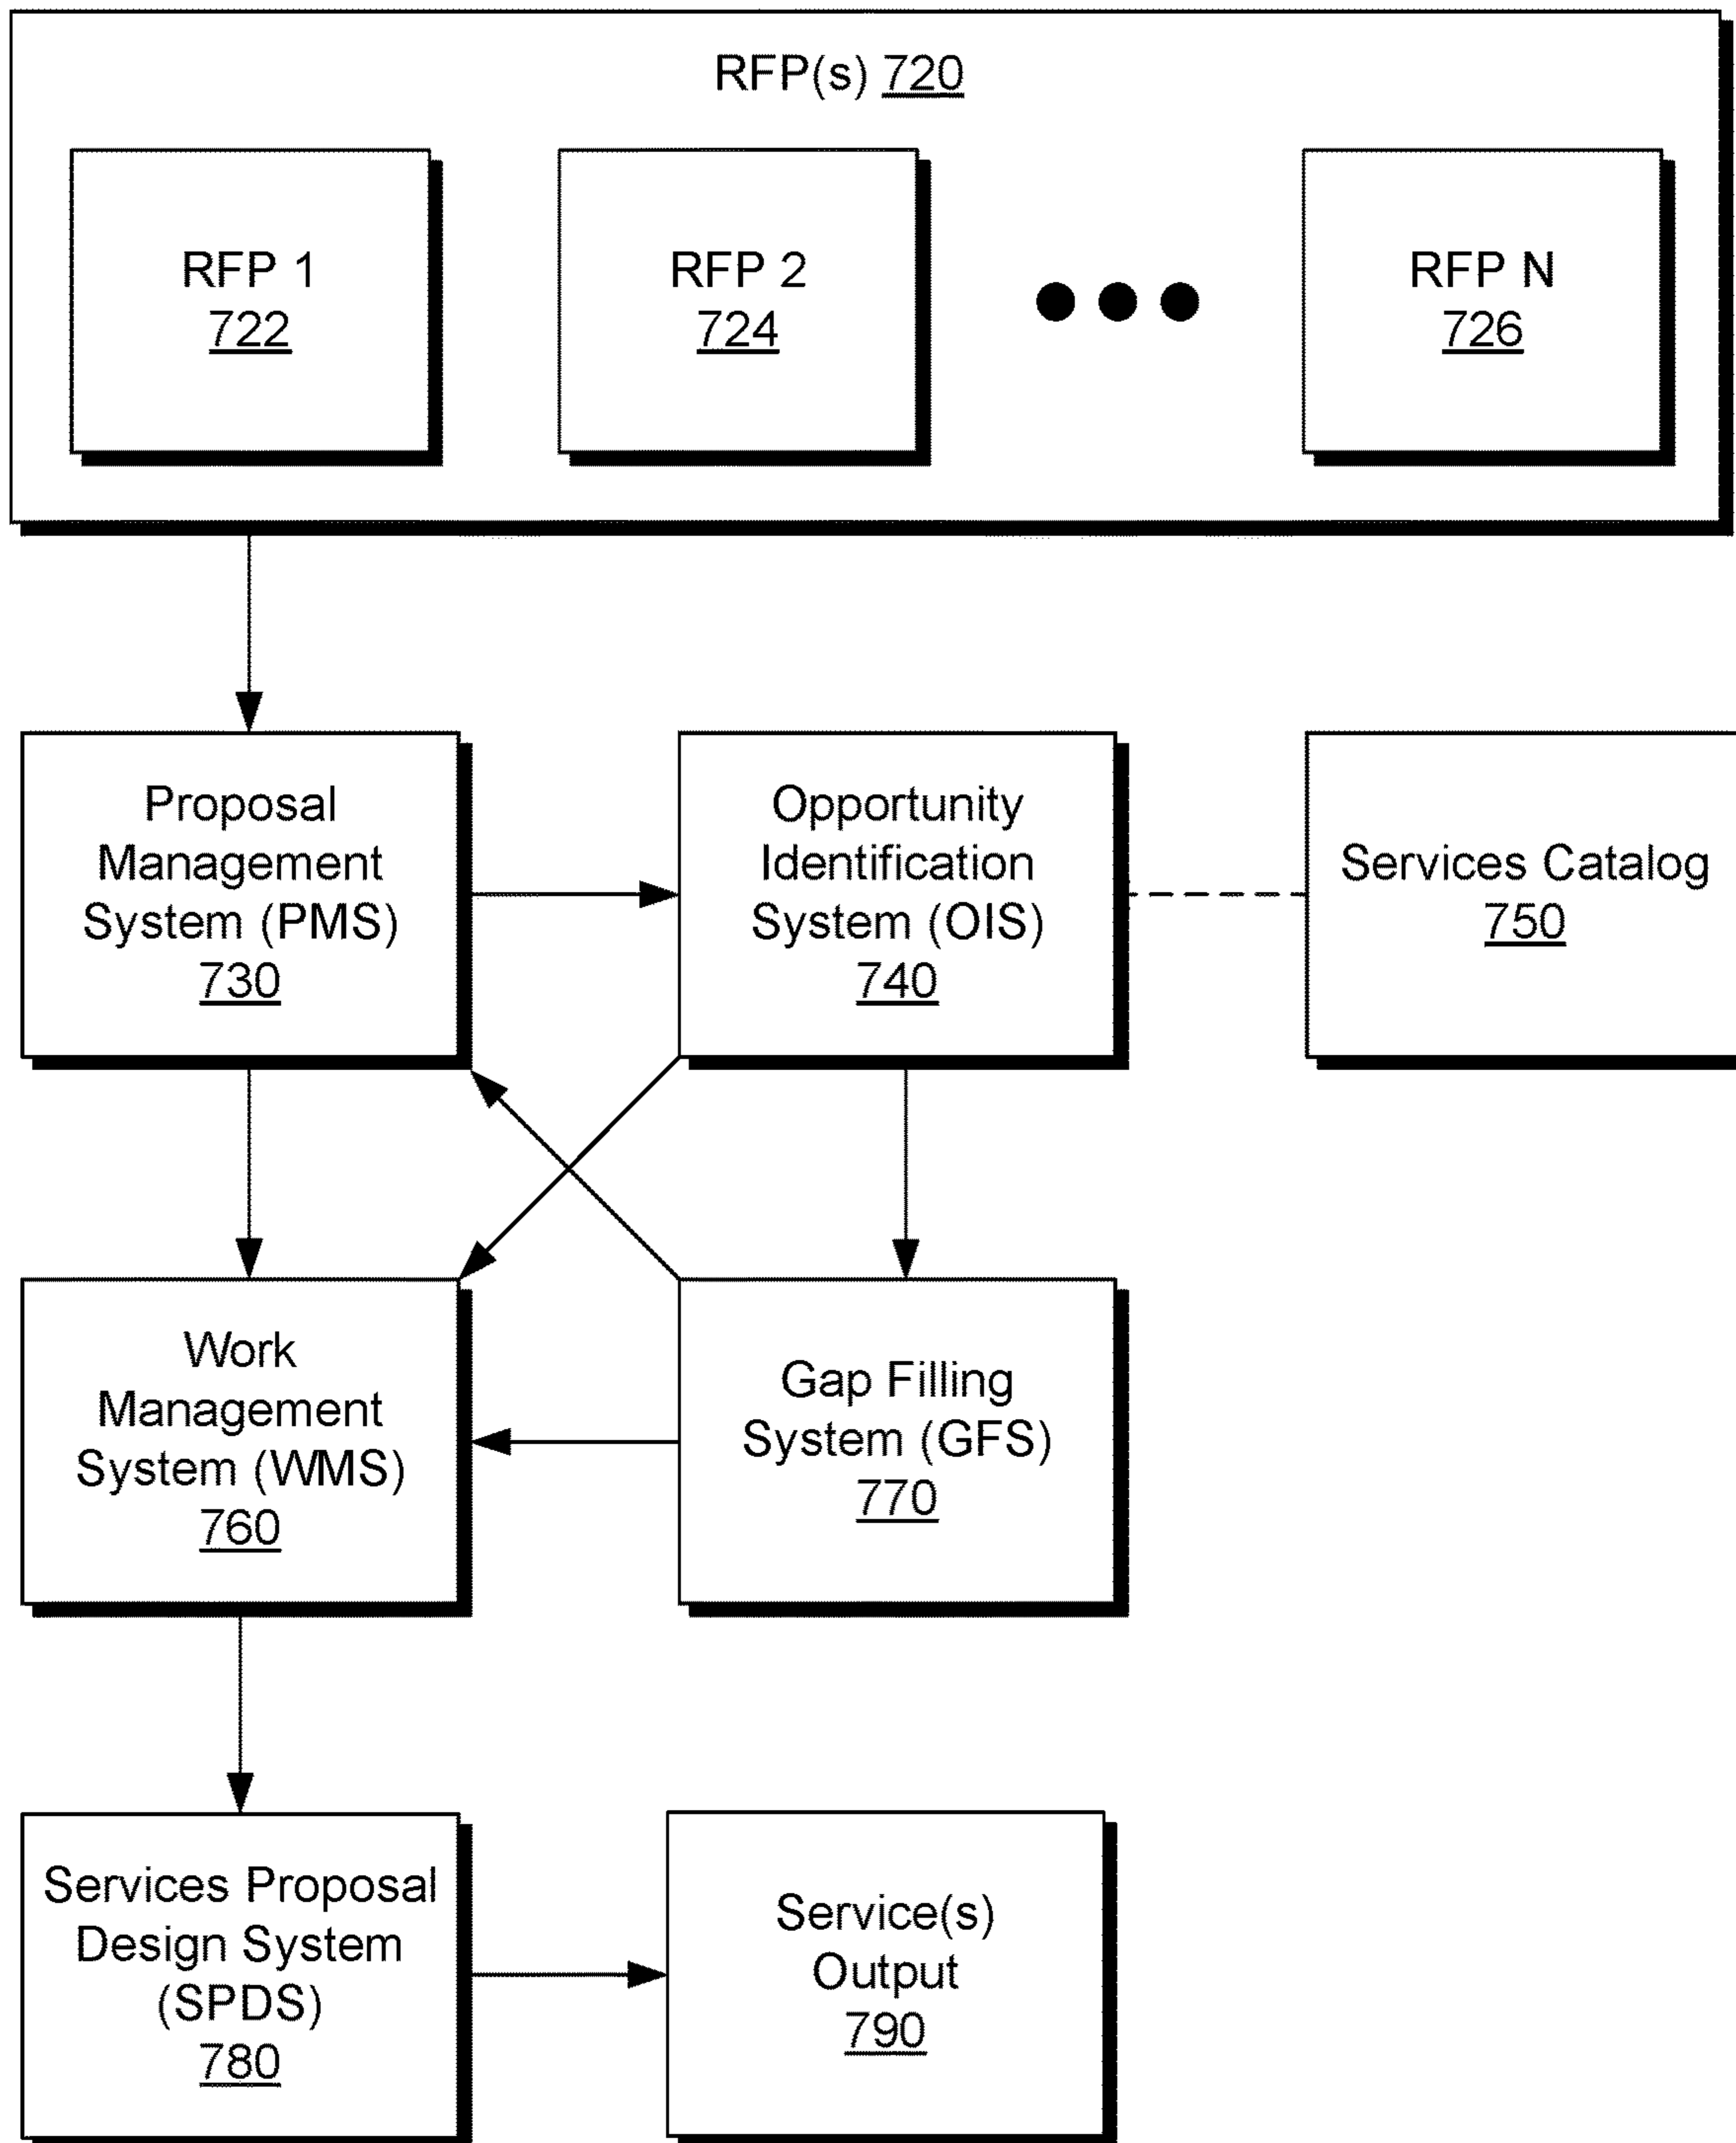 RFP(s) 720
RFP 1
722
RFP 2
724
RFP N
726
Proposal
Management
System (PMS)
730
Opportunity
Identification
System (OIS)
740
Services Catalog
750
Work
Management
System (WMS)
760
Gap Filling
System (GFS)
770
Services Proposal
Design System
(SPDS)
780
Service(s)
Output
790